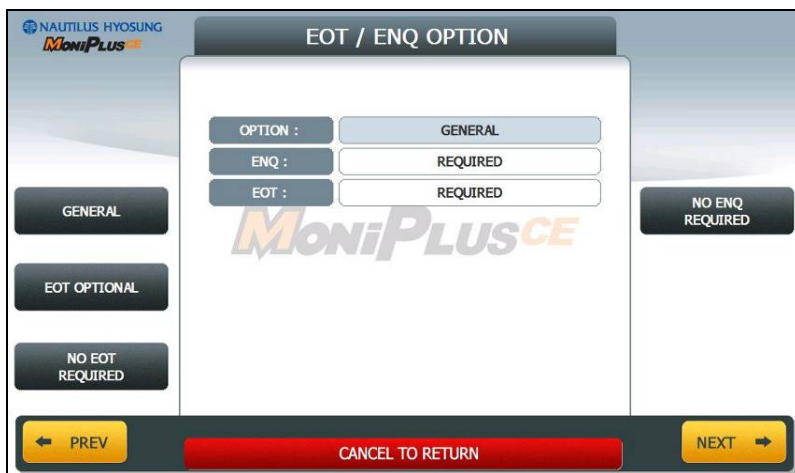 NAUTILUS HYOSUNG
MoniPlusCE
EOT / ENQ OPTION
OPTION : GENERAL
ENQ : REQUIRED
EOT : REQUIRED
MoniPlusCE
GENERAL
EOT OPTIONAL
NO EOT
REQUIRED
NO ENQ
REQUIRED
PREV
CANCEL TO RETURN
NEXT